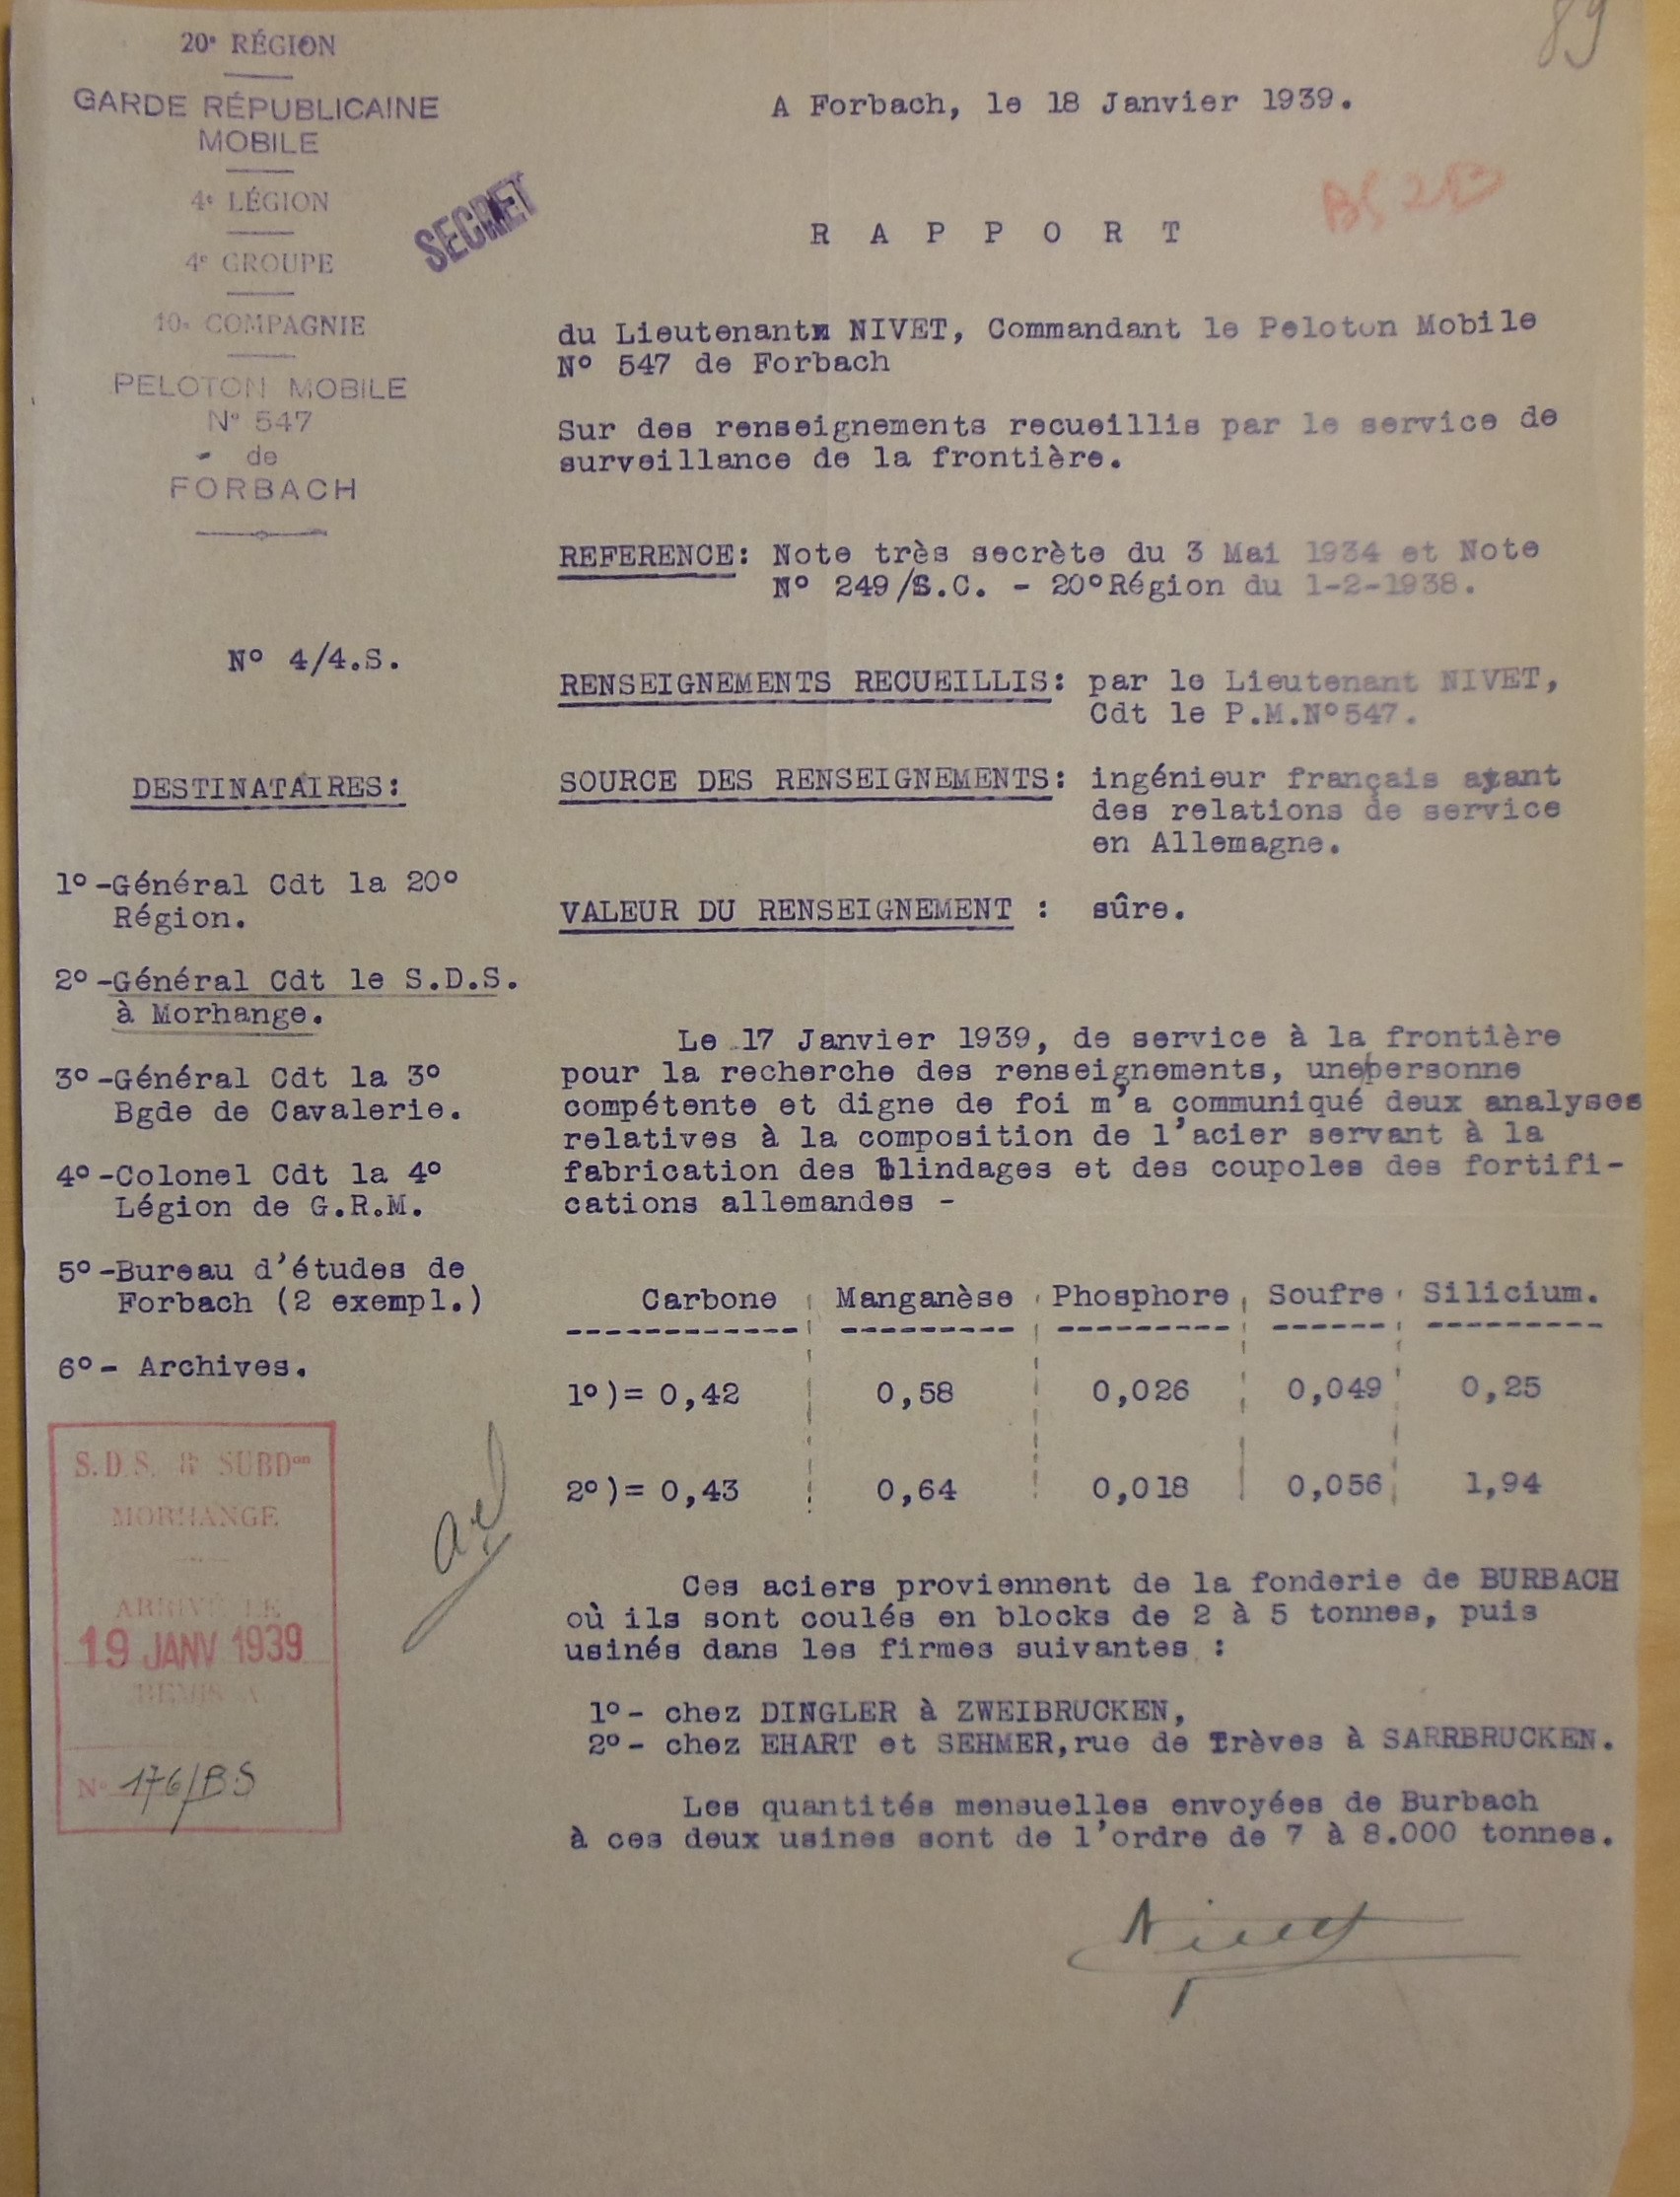 89
20e RÉGION
GARDE RÉPUBLICAINE
MOBILE
4e LÉGION
4e GROUPE
10e COMPAGNIE
PELOTON MOBILE
N° 547
de
FORBACH
SECRET
A Forbach, le 18 Janvier 1939.
R A P P O R T
du Lieutenantx NIVET, Commandant le Peloton Mobile
N° 547 de Forbach
Sur des renseignements recueillis par le service de
surveillance de la frontière.
REFERENCE: Note très secrète du 3 Mai 1934 et Note
N° 249/S.C. - 20°Région du 1-2-1938.
N° 4/4.S.
RENSEIGNEMENTS RECUEILLIS: par le Lieutenant NIVET,
Cdt le P.M.N°547.
SOURCE DES RENSEIGNEMENTS: ingénieur français ayant
des relations de service
en Allemagne.
VALEUR DU RENSEIGNEMENT : sûre.
DESTINATAIRES:
1°-Général Cdt la 20°
Région.
2°-Général Cdt le S.D.S.
à Morhange.
3°-Général Cdt la 3°
Bgde de Cavalerie.
4°-Colonel Cdt la 4°
Légion de G.R.M.
5°-Bureau d'études de
Forbach (2 exempl.)
6°- Archives.
Le 17 Janvier 1939, de service à la frontière
pour la recherche des renseignements, une/personne
compétente et digne de foi m'a communiqué deux analyses
relatives à la composition de l'acier servant à la
fabrication des blindages et des coupoles des fortifi-
cations allemandes -
Carbone Manganèse Phosphore Soufre Silicium.
1°)= 0,42 0,58 0,026 0,049 0,25
2°)= 0,43 0,64 0,018 0,056 1,94
Ces aciers proviennent de la fonderie de BURBACH
où ils sont coulés en blocks de 2 à 5 tonnes, puis
usinés dans les firmes suivantes :
1°- chez DINGLER à ZWEIBRUCKEN,
2°- chez EHART et SEHMER,rue de Trèves à SARRBRUCKEN.
Les quantités mensuelles envoyées de Burbach
à ces deux usines sont de l'ordre de 7 à 8.000 tonnes.
Nivet
S.D.S. & SUBDon
MORHANGE
ARRIVÉ LE
19 JANV 1939
N° 176/BS